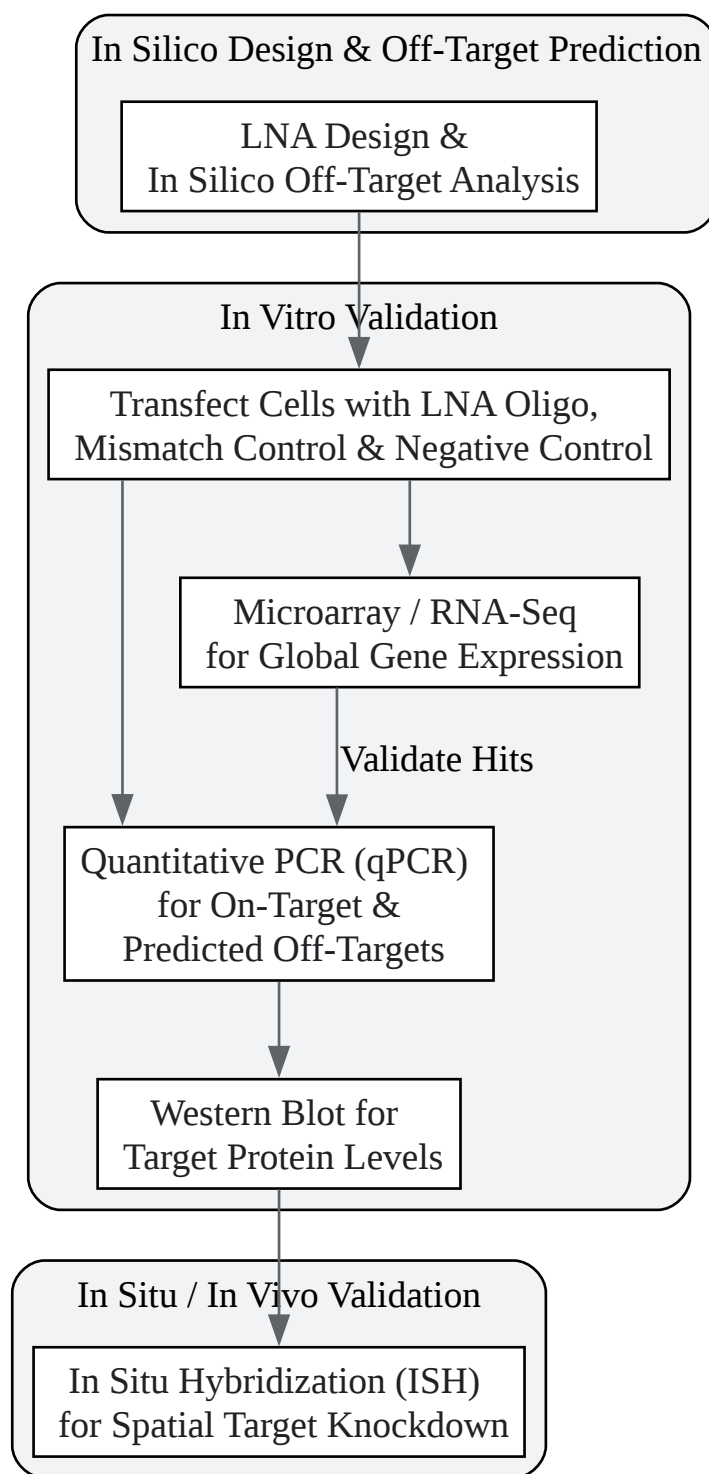 In Silico Design & Off-Target Prediction
LNA Design &
In Silico Off-Target Analysis
In Vitro Validation
Transfect Cells with LNA Oligo,
Mismatch Control & Negative Control
Microarray / RNA-Seq
for Global Gene Expression
Validate Hits
Quantitative PCR (qPCR)
for On-Target &
Predicted Off-Targets
Western Blot for
Target Protein Levels
In Situ / In Vivo Validation
In Situ Hybridization (ISH)
for Spatial Target Knockdown